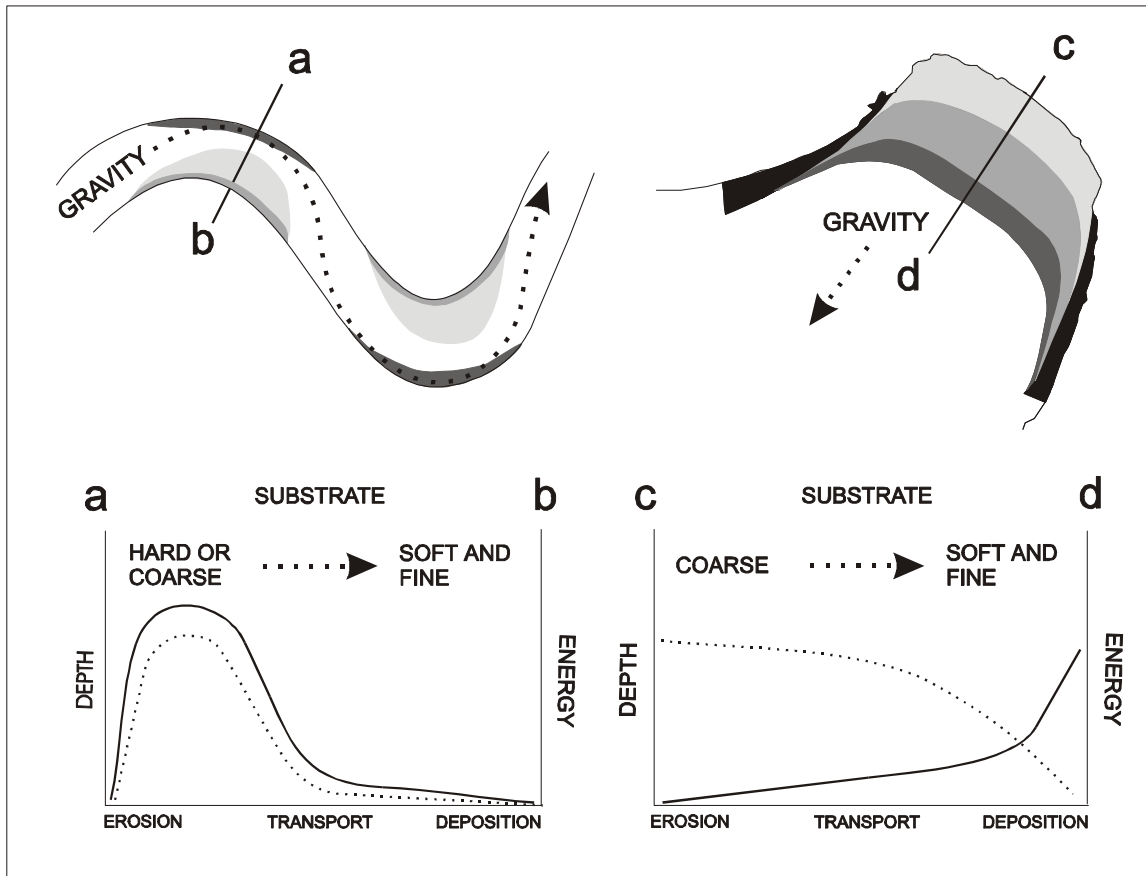 a
c
GRAVITY
b
GRAVITY
d
a
SUBSTRATE
b
HARD OR
COARSE
SOFT AND
FINE
DEPTH
ENERGY
EROSION
TRANSPORT
DEPOSITION
c
SUBSTRATE
d
COARSE
SOFT AND
FINE
DEPTH
ENERGY
EROSION
TRANSPORT
DEPOSITION